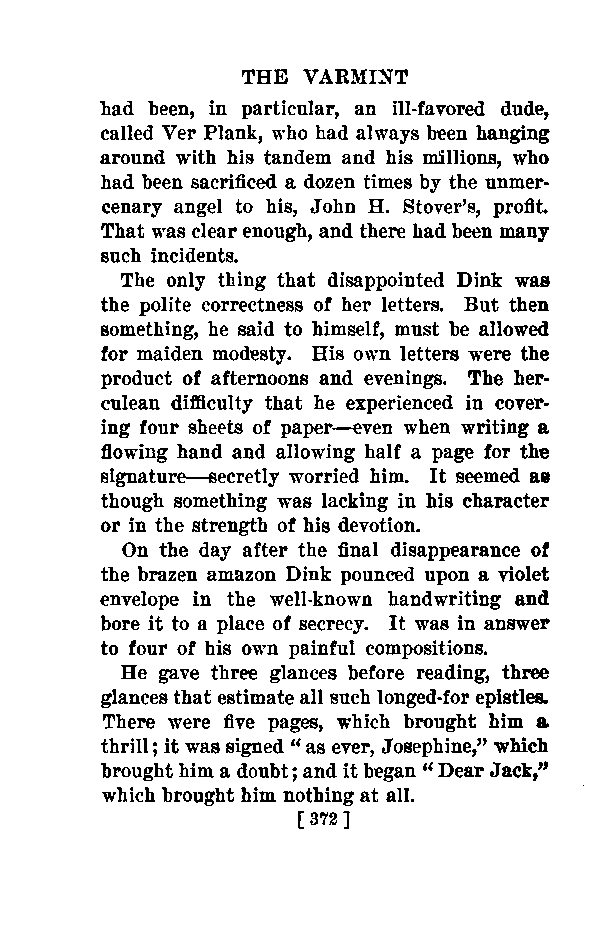 THE VARMINT
had been, in particular, an ill-favored dude,
called Ver Plank, who had always been hanging
around with his tandem and his millions, who
had been sacrificed a dozen times by the unmer-
cenary angel to his, John H. Stover's, profit.
That was clear enough, and there had been many
such incidents.
The only thing that disappointed Dink was
the polite correctness of her letters. But then
something, he said to himself, must be allowed
for maiden modesty. His own letters were the
product of afternoons and evenings. The her-
culean difficulty that he experienced in cover-
ing four sheets of paper—even when writing a
flowing hand and allowing half a page for the
signature—secretly worried him. It seemed as
though something was lacking in his character
or in the strength of his devotion.
On the day after the final disappearance of
the brazen amazon Dink pounced upon a violet
envelope in the well-known handwriting and
bore it to a place of secrecy. It was in answer
to four of his own painful compositions.
He gave three glances before reading, three
glances that estimate all such longed-for epistles.
There were five pages, which brought him a
thrill; it was signed "as ever, Josephine," which
brought him a doubt; and it began "Dear Jack,"
which brought him nothing at all.
[ 372 ]